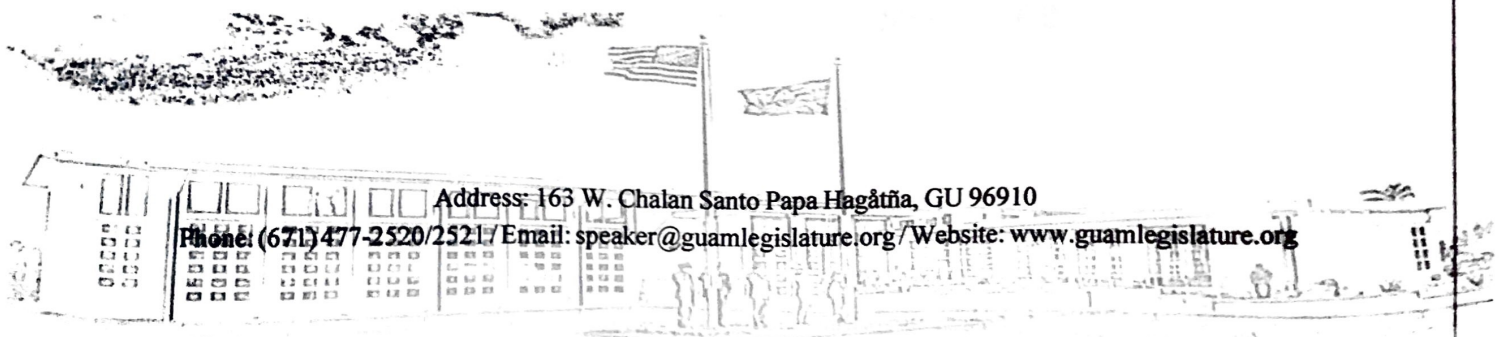 Address: 163 W. Chalan Santo Papa Hagåtña, GU 96910
Phone: (671) 477-2520/2521 / Email: speaker@guamlegislature.org / Website: www.guamlegislature.org